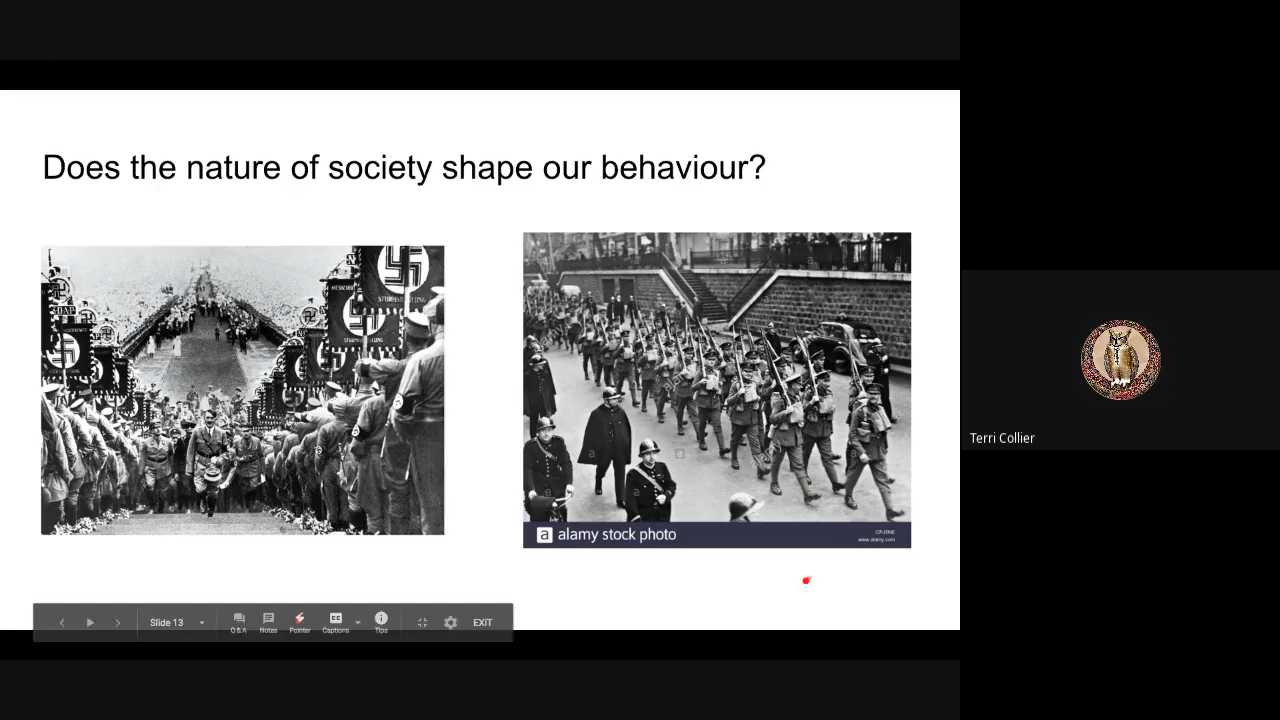 Does the nature of society shape our behaviour?
a alamy stock photo
www.alamy.com
Terri Collier
Slide 13
Q & A
Notes
Pointer
CC
Captions
Tips
EXIT